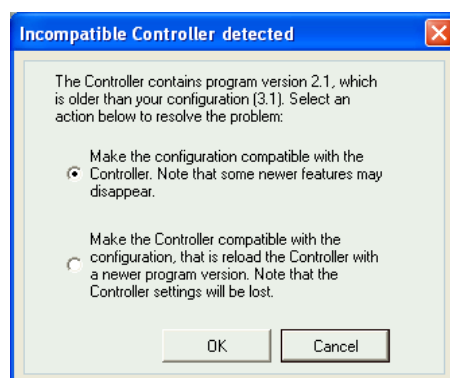 Incompatible Controller detected
The Controller contains program version 2.1, which
is older than your configuration (3.1). Select an
action below to resolve the problem:
Make the configuration compatible with the
Controller. Note that some newer features may
disappear.
Make the Controller compatible with the
configuration, that is reload the Controller with
a newer program version. Note that the
Controller settings will be lost.
OK Cancel